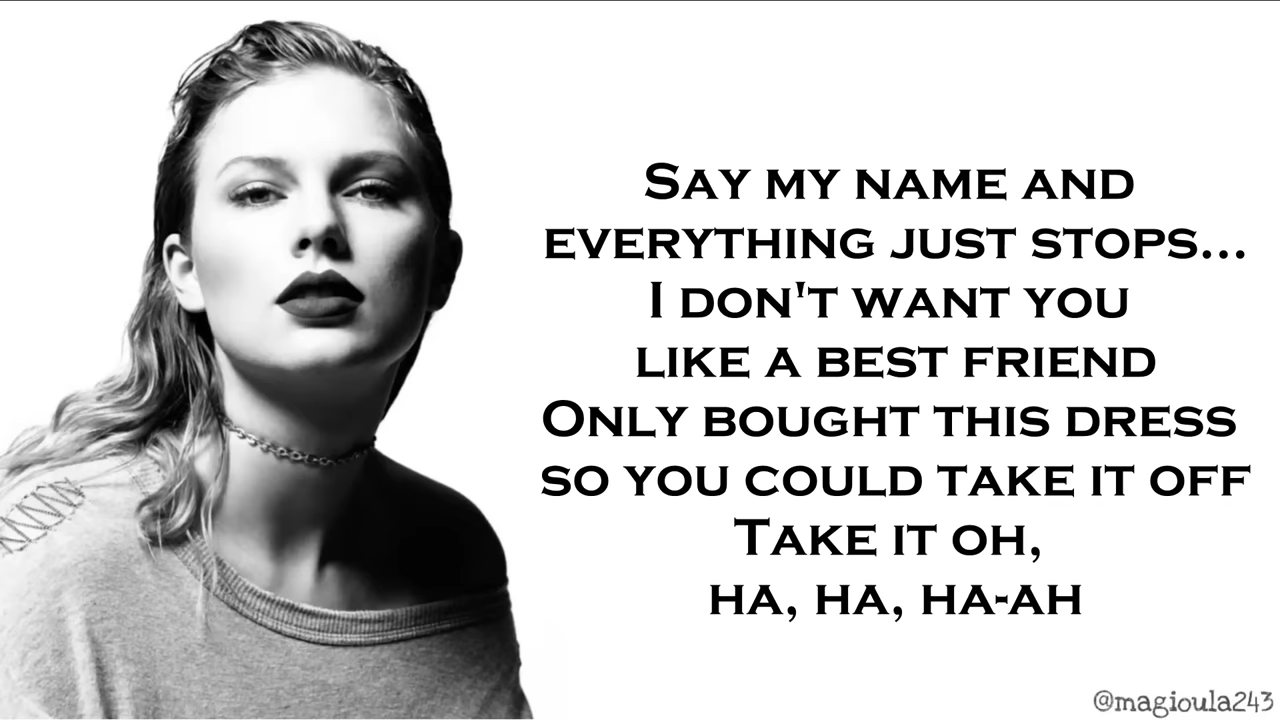 Say my name and
everything just stops...
I don't want you
like a best friend
Only bought this dress
so you could take it off
Take it oh,
ha, ha, ha-ah
@magioula243